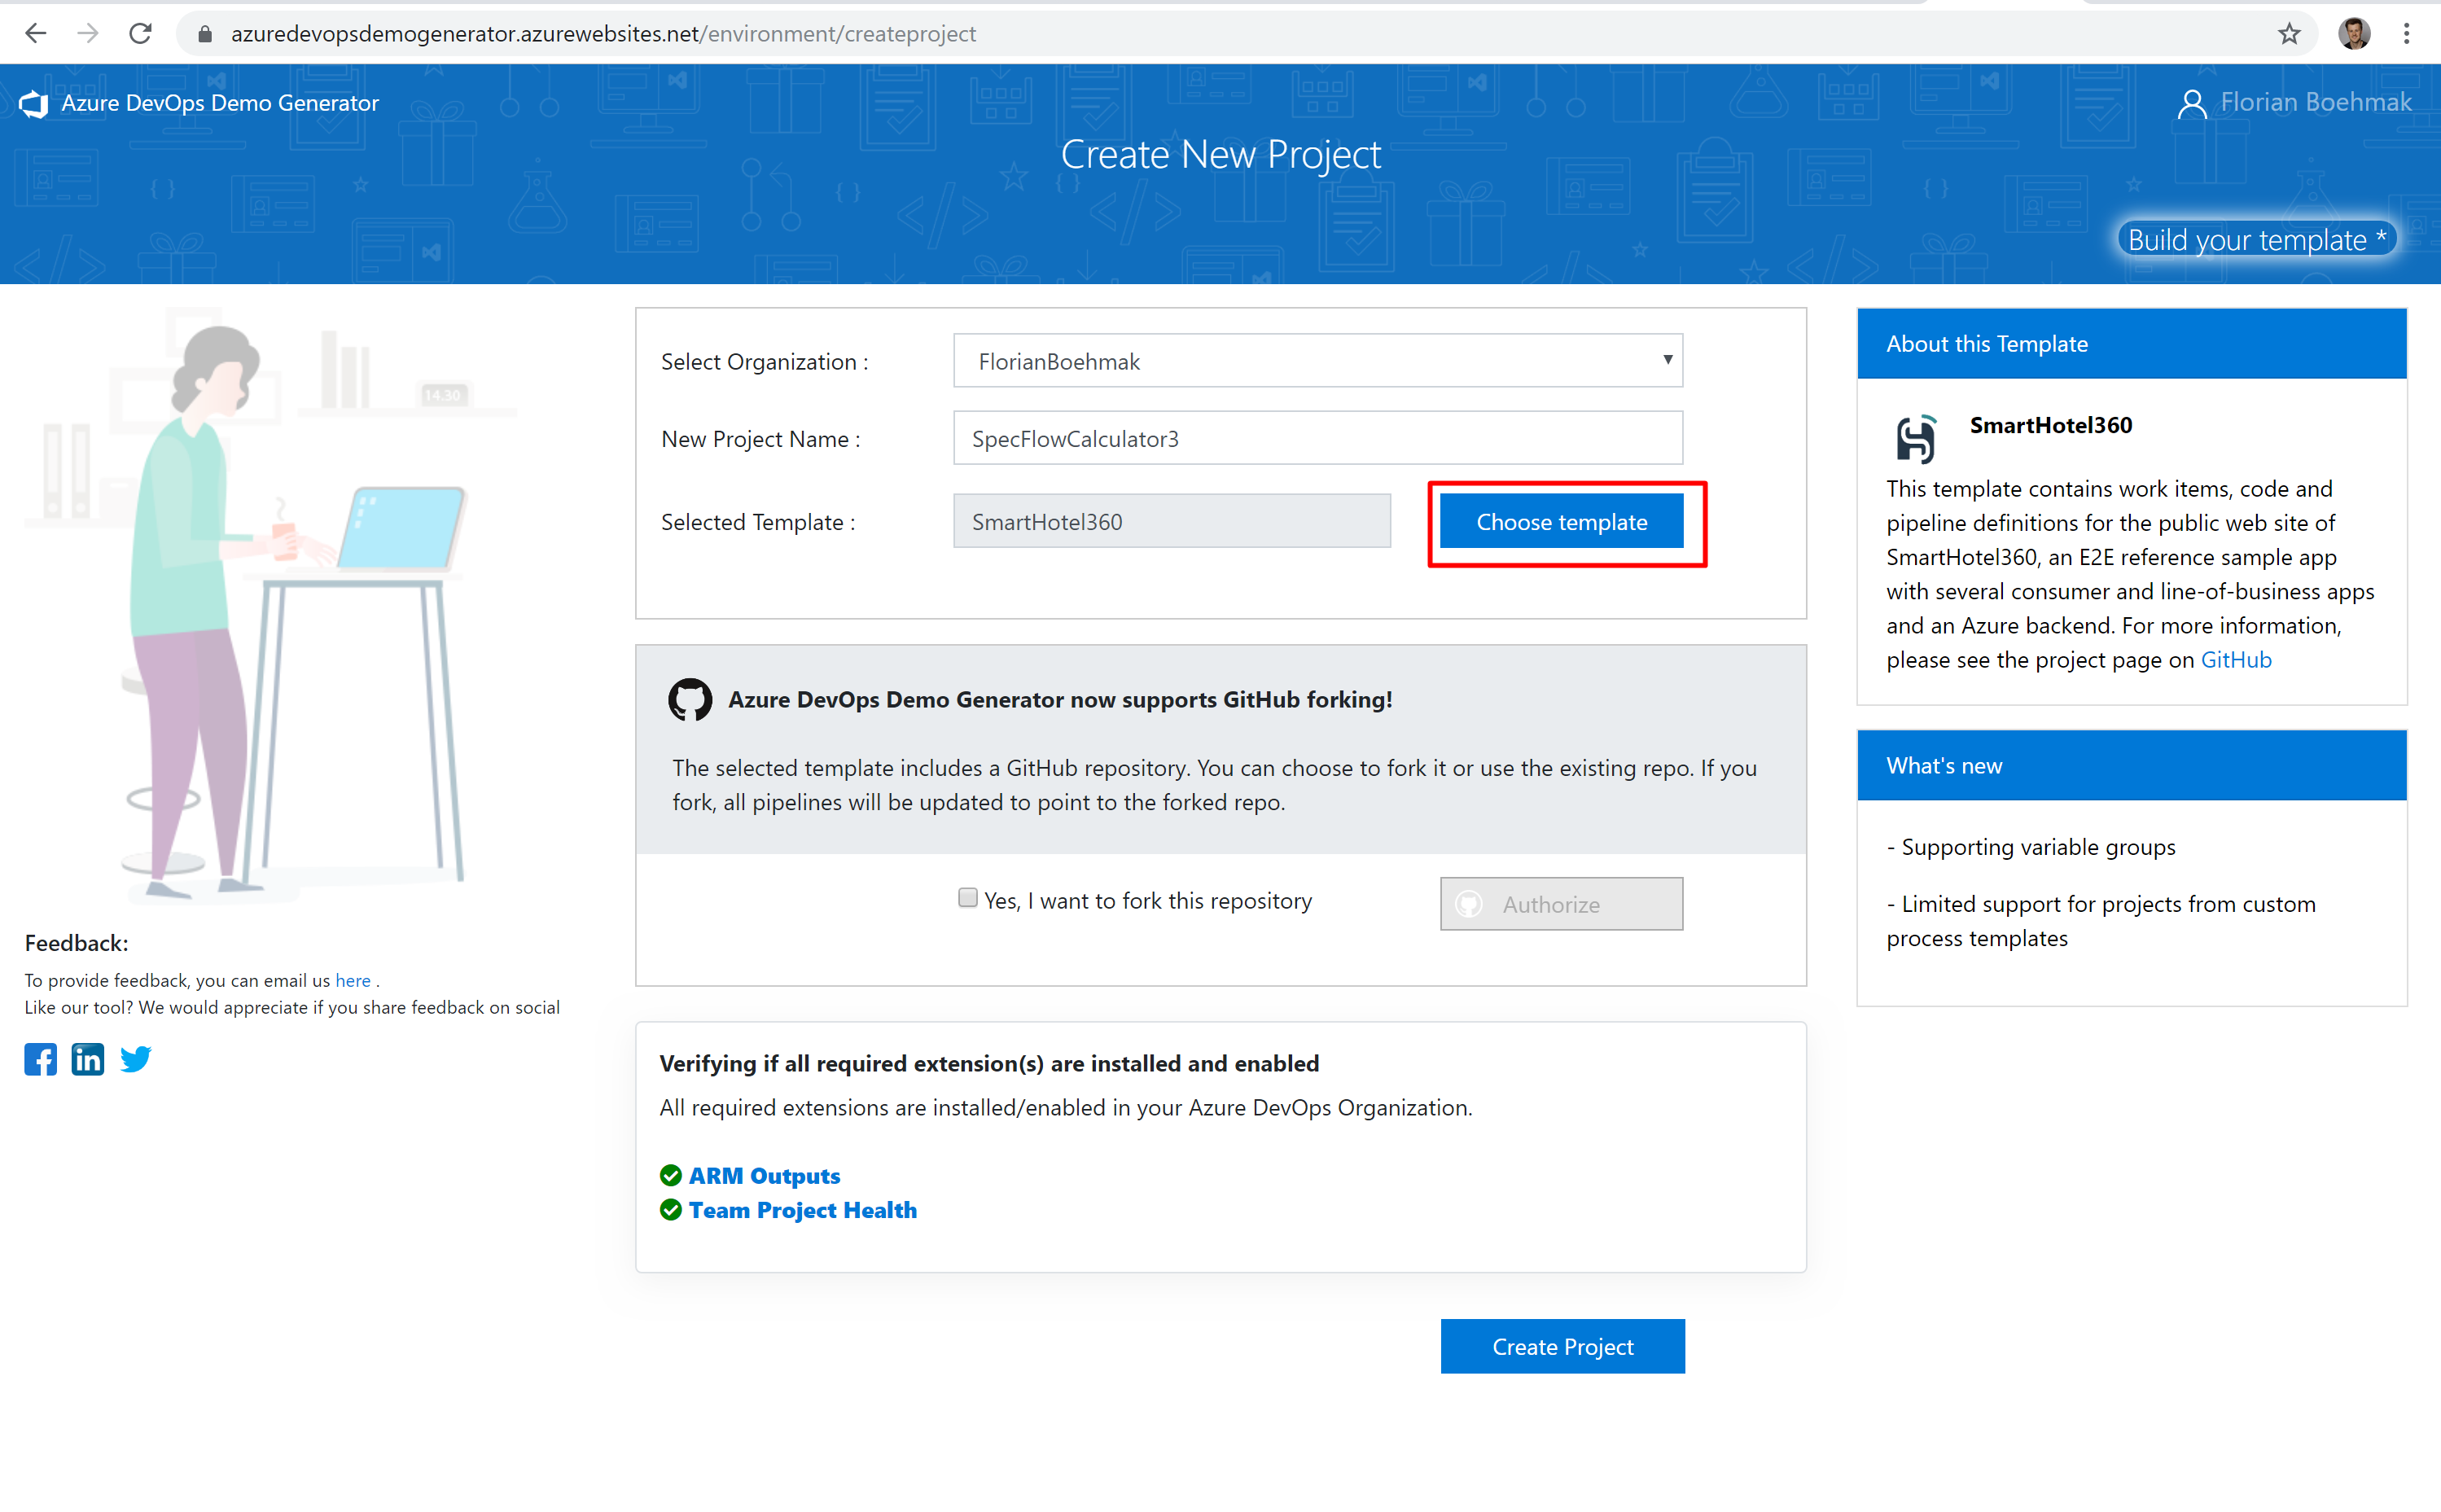 azuredevopsdemogenerator.azurewebsites.net/environment/createproject
Azure DevOps Demo Generator
Florian Boehmak
Create New Project
Build your template *
14.30
Select Organization :
FlorianBoehmak
New Project Name :
SpecFlowCalculator3
Selected Template :
SmartHotel360
Choose template
Azure DevOps Demo Generator now supports GitHub forking!
The selected template includes a GitHub repository. You can choose to fork it or use the existing repo. If you
fork, all pipelines will be updated to point to the forked repo.
Yes, I want to fork this repository
Authorize
Verifying if all required extension(s) are installed and enabled
All required extensions are installed/enabled in your Azure DevOps Organization.
ARM Outputs
Team Project Health
Create Project
About this Template
SmartHotel360
This template contains work items, code and
pipeline definitions for the public web site of
SmartHotel360, an E2E reference sample app
with several consumer and line-of-business apps
and an Azure backend. For more information,
please see the project page on GitHub
What's new
- Supporting variable groups
- Limited support for projects from custom
process templates
Feedback:
To provide feedback, you can email us here .
Like our tool? We would appreciate if you share feedback on social